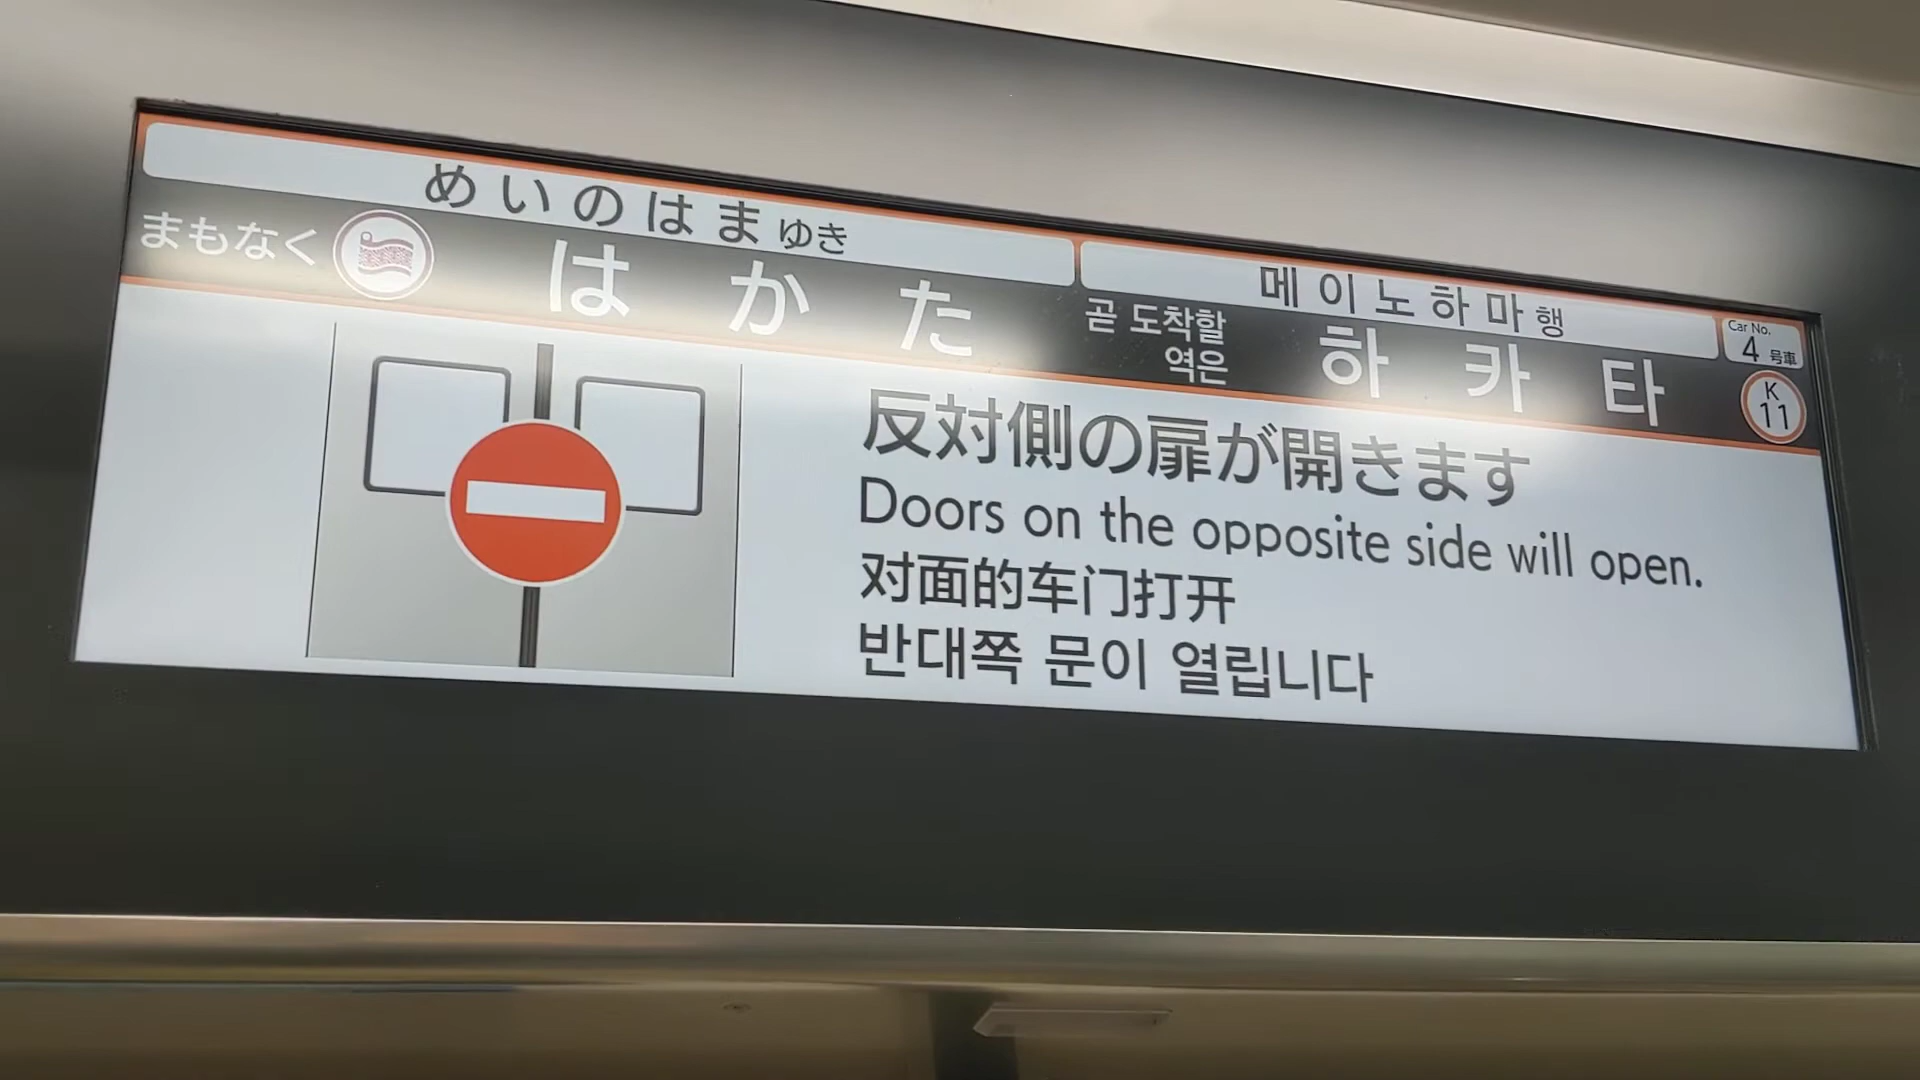 めいのはまゆき
메이노하마행
Car No.
4 号車
まもなく
はかた
곧 도착할
역은
하카타
K
11
反対側の扉が開きます
Doors on the opposite side will open.
对面的车门打开
반대쪽 문이 열립니다